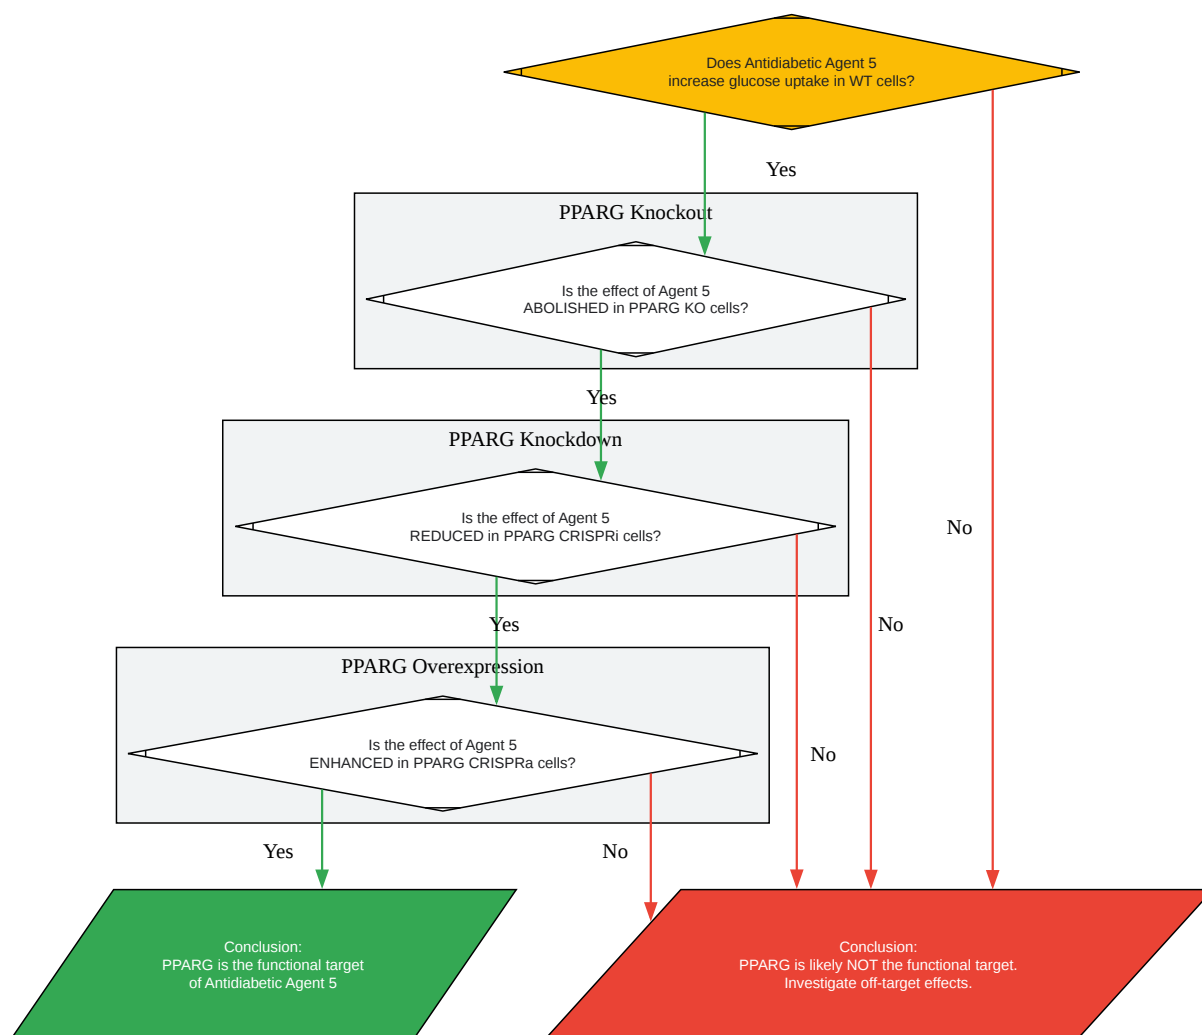 Does Antidiabetic Agent 5
increase glucose uptake in WT cells?
Yes
PPARG Knockout
Is the effect of Agent 5
ABOLISHED in PPARG KO cells?
Yes
PPARG Knockdown
Is the effect of Agent 5
REDUCED in PPARG CRISPRi cells?
No
Yes
No
PPARG Overexpression
Is the effect of Agent 5
ENHANCED in PPARG CRISPRa cells?
No
Yes
No
Conclusion:
PPARG is the functional target
of Antidiabetic Agent 5
Conclusion:
PPARG is likely NOT the functional target.
Investigate off-target effects.